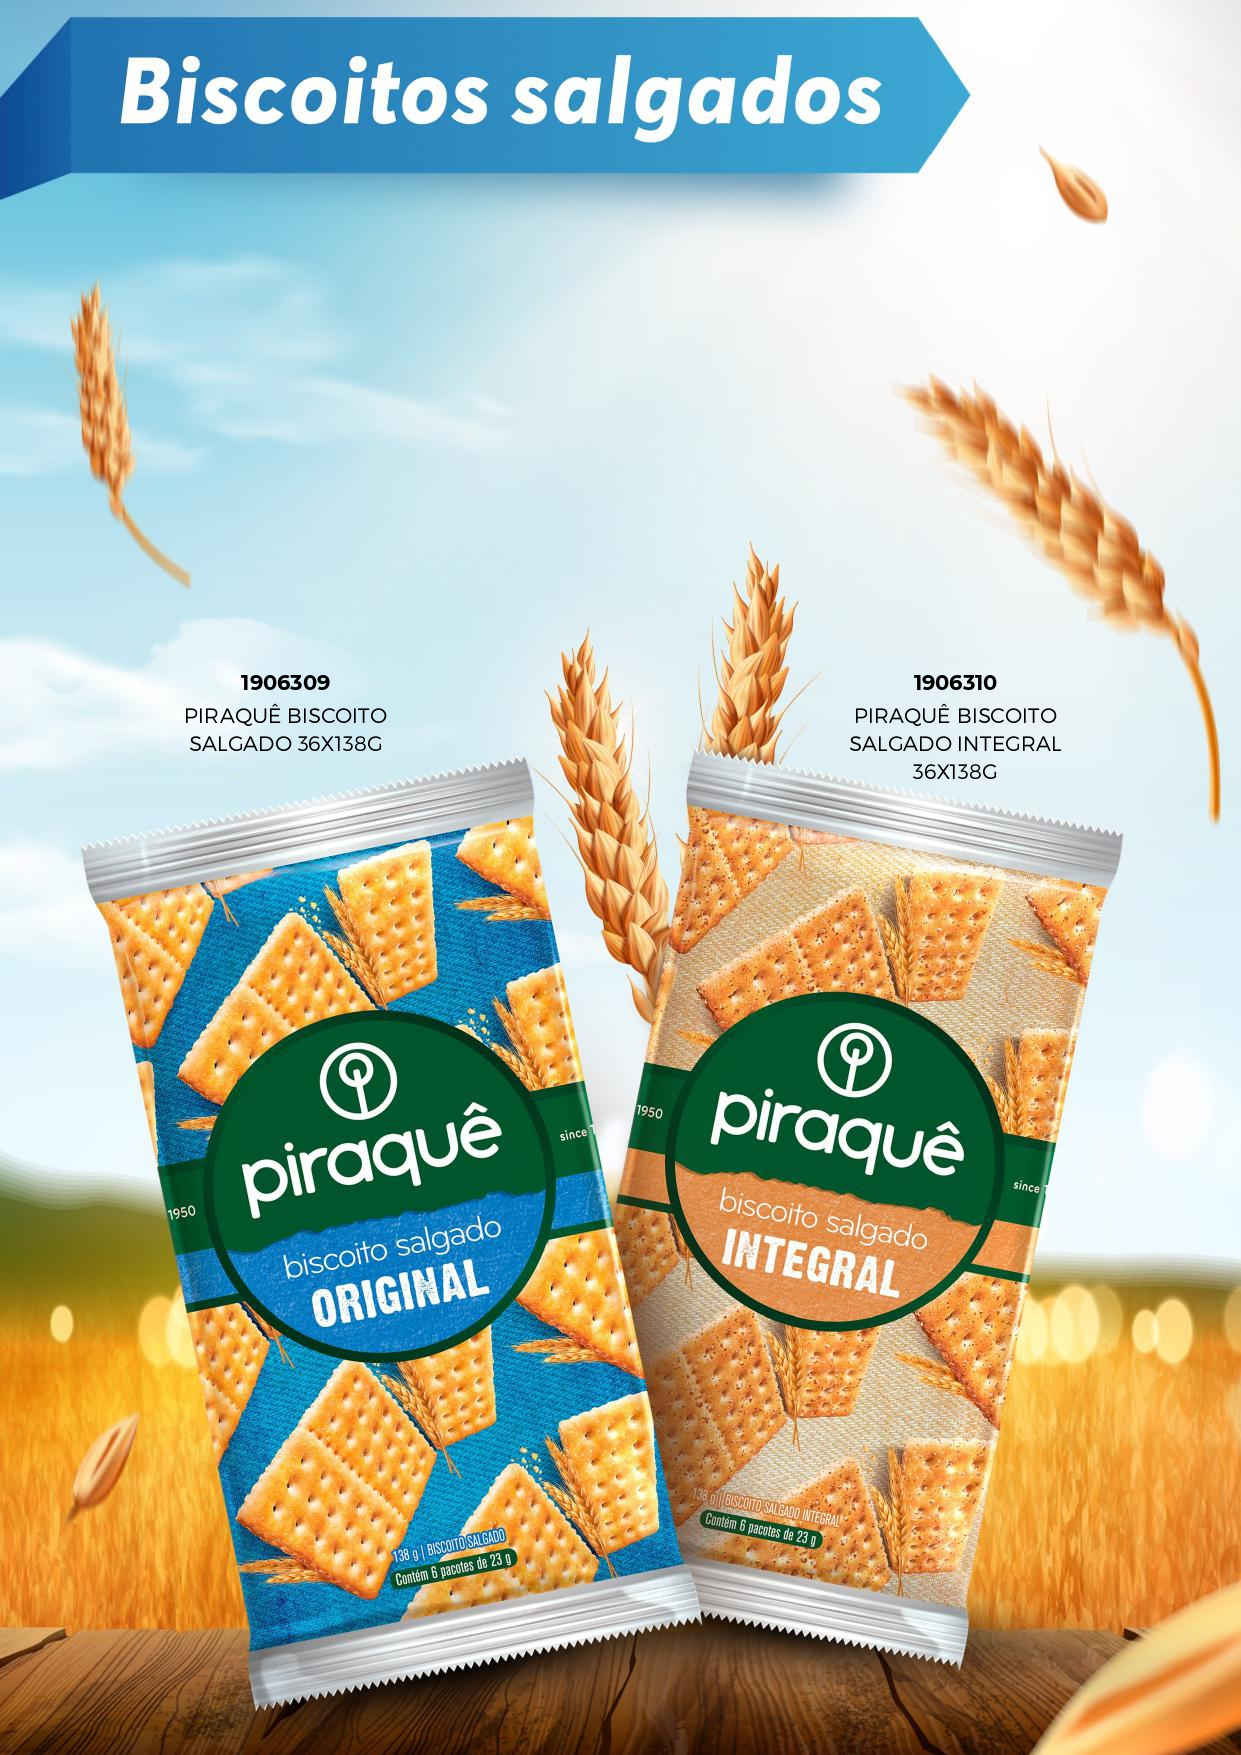 Biscoitos salgados
1906309
PIRAQUÊ BISCOITO
SALGADO 36X138G
1906310
PIRAQUÊ BISCOITO
SALGADO INTEGRAL
36X138G
piraquê
since 1
1950
biscoito salgado
ORIGINAL
138 g | BISCOITO SALGADO
Contém 6 pacotes de 23 g
1950
piraquê
since 1
biscoito salgado
INTEGRAL
138 g | BISCOITO SALGADO INTEGRAL
Contém 6 pacotes de 23 g